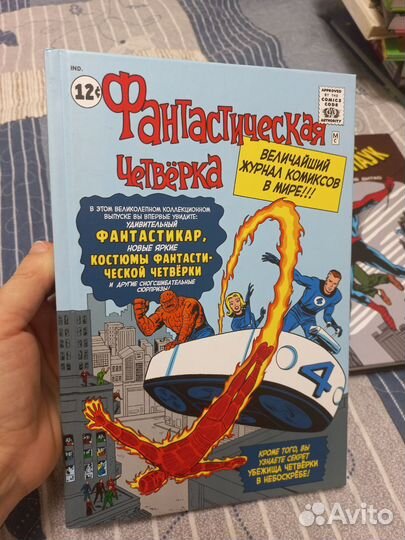 IND.
12¢
APPROVED
BY THE
COMICS
CODE
AUTHORITY
ФАНТАСТИЧЕСКАЯ
ЧЕТВЁРКА
ВЕЛИЧАЙШИЙ
ЖУРНАЛ КОМИКСОВ
В МИРЕ!!!
В ЭТОМ ВЕЛИКОЛЕПНОМ КОЛЛЕКЦИОННОМ
ВЫПУСКЕ ВЫ ВПЕРВЫЕ УВИДИТЕ:
УДИВИТЕЛЬНЫЙ
ФАНТАСТИКАР,
НОВЫЕ ЯРКИЕ
КОСТЮМЫ ФАНТАСТИ-
ЧЕСКОЙ ЧЕТВЁРКИ
И ДРУГИЕ СНОГСШИБАТЕЛЬНЫЕ
СЮРПРИЗЫ!
4
КРОМЕ ТОГО, ВЫ
УЗНАЕТЕ СЕКРЕТ
УБЕЖИЩА ЧЕТВЁРКИ
В НЕБОСКРЁБЕ!
АУК
Avito